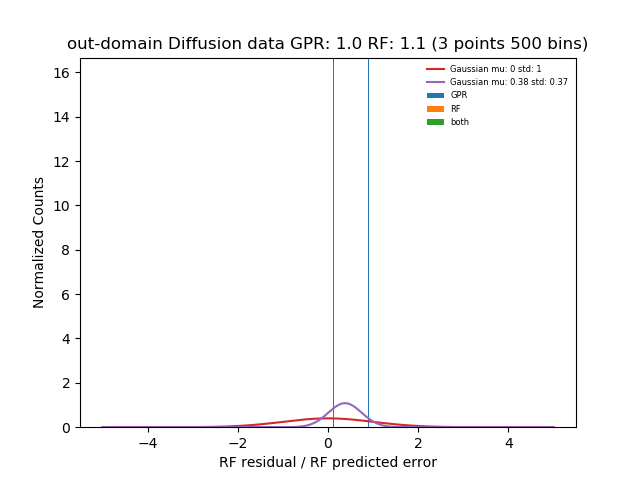 out-domain Diffusion data GPR: 1.0 RF: 1.1 (3 points 500 bins)
Gaussian mu: 0 std: 1
Gaussian mu: 0.38 std: 0.37
GPR
RF
both
Normalized Counts
16
14
12
10
8
6
4
2
0
−4
−2
0
2
4
RF residual / RF predicted error